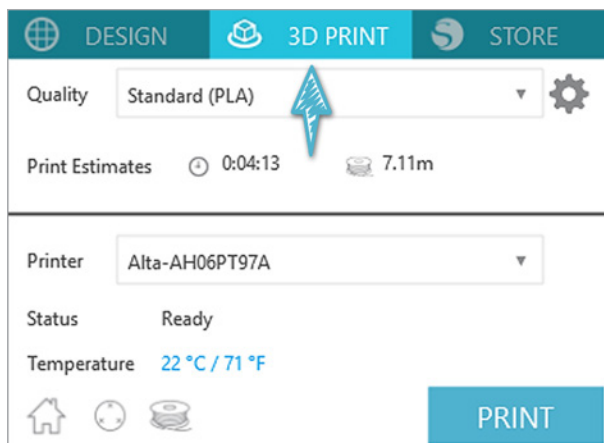 DESIGN 3D PRINT STORE
Quality Standard (PLA)
Print Estimates 0:04:13 7.11m
Printer Alta-AH06PT97A
Status Ready
Temperature 22 °C / 71 °F
PRINT